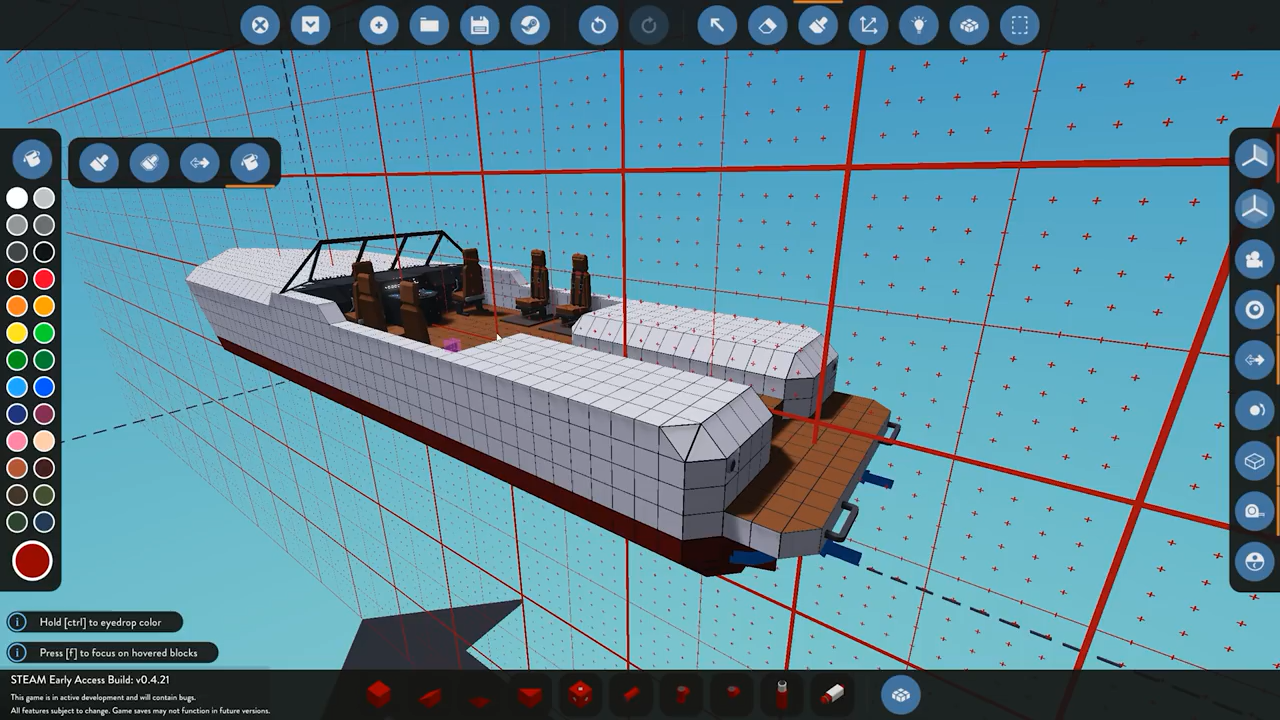 Hold [ctrl] to eyedrop color
Press [f] to focus on hovered blocks
STEAM Early Access Build: v0.4.21
This game is in active development and will contain bugs.
All features subject to change. Game saves may not function in future versions.